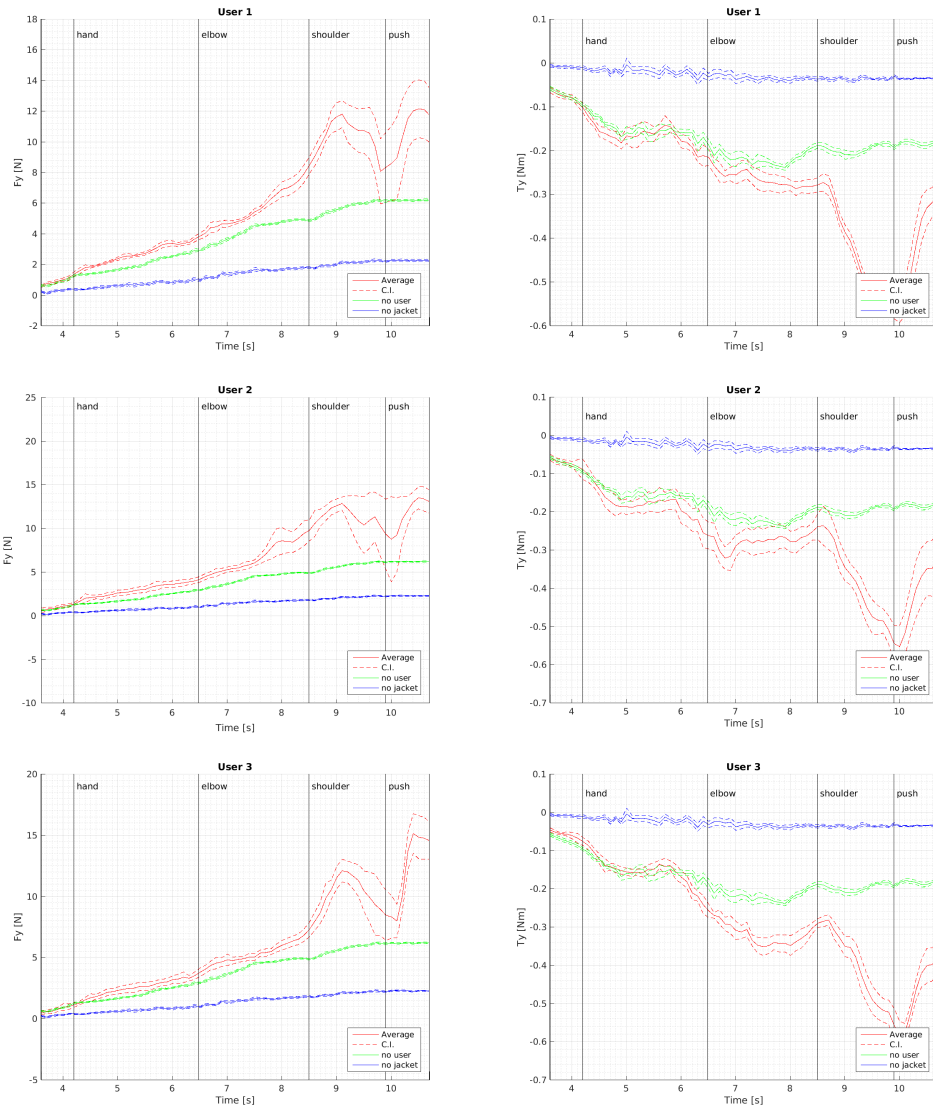 User 1
Fy [N]
18
16
14
12
10
8
6
4
2
0
-2
hand
elbow
shoulder
push
Average
C.I.
no user
no jacket
4 5 6 7 8 9 10
Time [s]
User 1
Ty [Nm]
0.1
0
-0.1
-0.2
-0.3
-0.4
-0.5
-0.6
hand
elbow
shoulder
push
Average
C.I.
no user
no jacket
4 5 6 7 8 9 10
Time [s]
User 2
Fy [N]
25
20
15
10
5
0
-5
-10
hand
elbow
shoulder
push
Average
C.I.
no user
no jacket
4 5 6 7 8 9 10
Time [s]
User 2
Ty [Nm]
0.1
0
-0.1
-0.2
-0.3
-0.4
-0.5
-0.6
-0.7
hand
elbow
shoulder
push
Average
C.I.
no user
no jacket
4 5 6 7 8 9 10
Time [s]
User 3
Fy [N]
20
15
10
5
0
-5
hand
elbow
shoulder
push
Average
C.I.
no user
no jacket
4 5 6 7 8 9 10
Time [s]
User 3
Ty [Nm]
0.1
0
-0.1
-0.2
-0.3
-0.4
-0.5
-0.6
-0.7
hand
elbow
shoulder
push
Average
C.I.
no user
no jacket
4 5 6 7 8 9 10
Time [s]